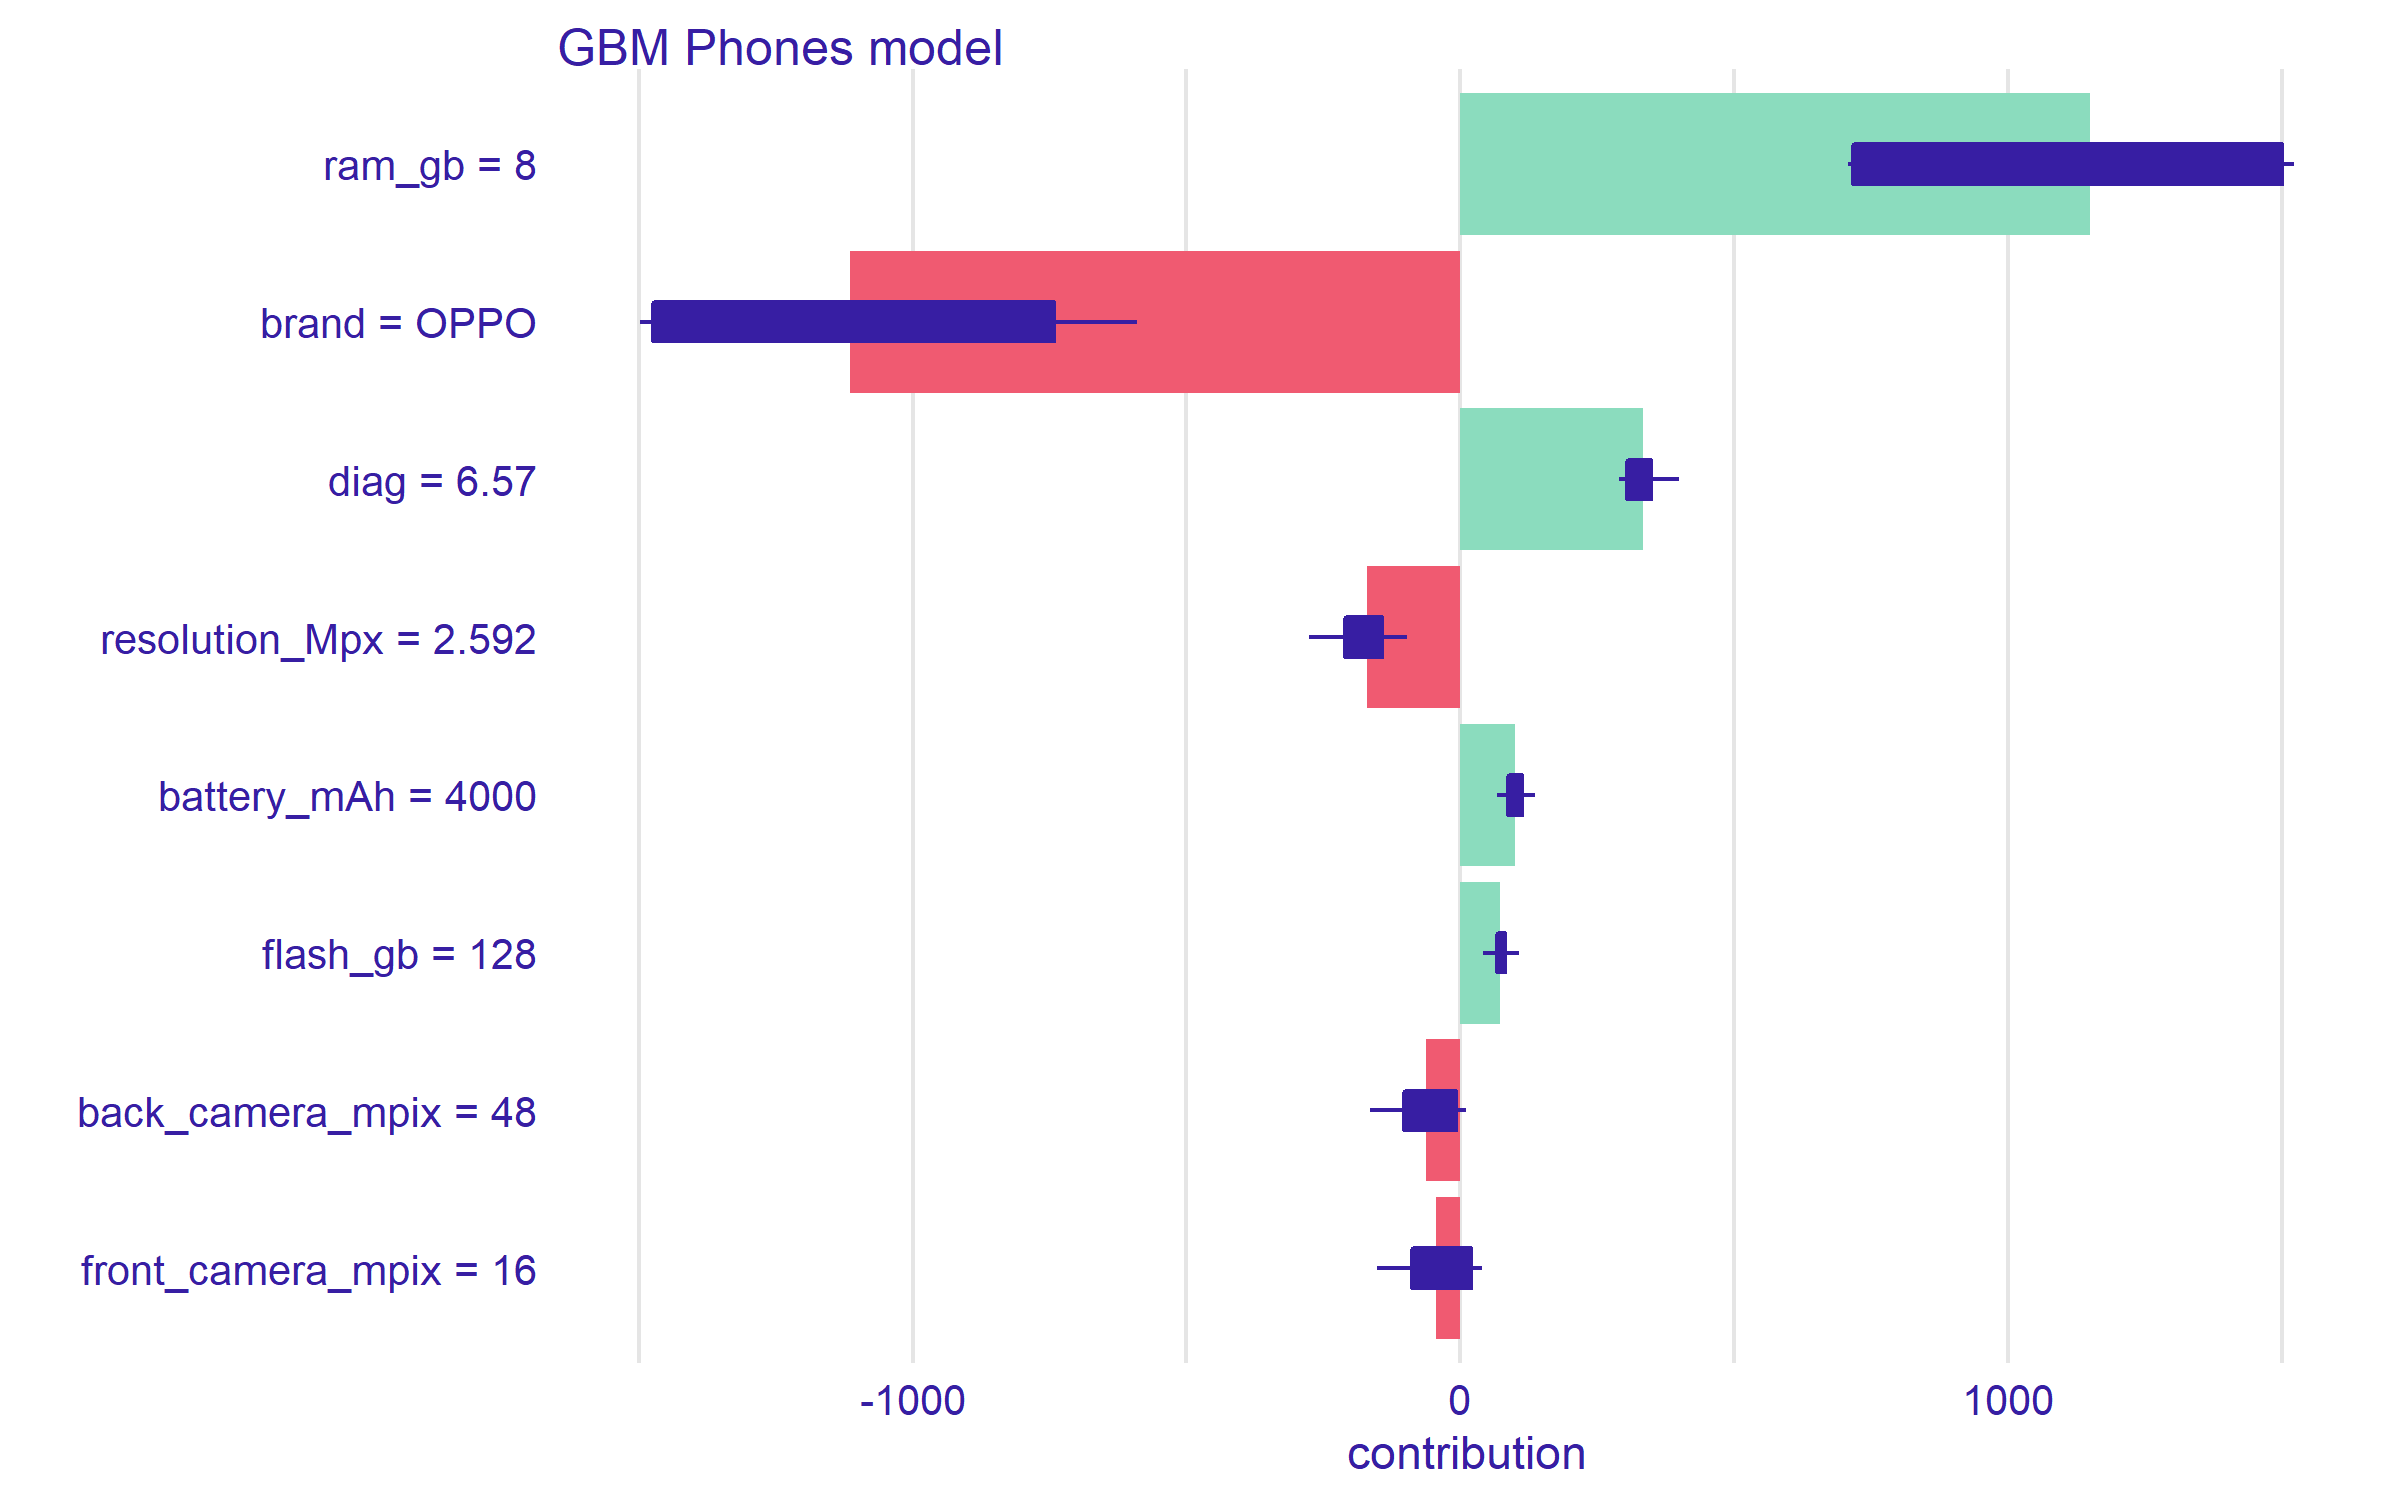 GBM Phones model
ram_gb = 8
brand = OPPO
diag = 6.57
resolution_Mpx = 2.592
battery_mAh = 4000
flash_gb = 128
back_camera_mpix = 48
front_camera_mpix = 16
-1000 0 1000
contribution